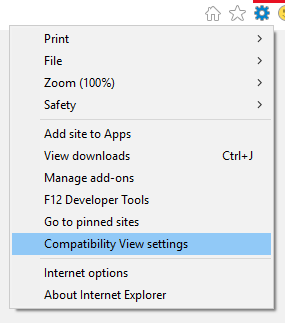 Print
File
Zoom (100%)
Safety
Add site to Apps
View downloads Ctrl+J
Manage add-ons
F12 Developer Tools
Go to pinned sites
Compatibility View settings
Internet options
About Internet Explorer